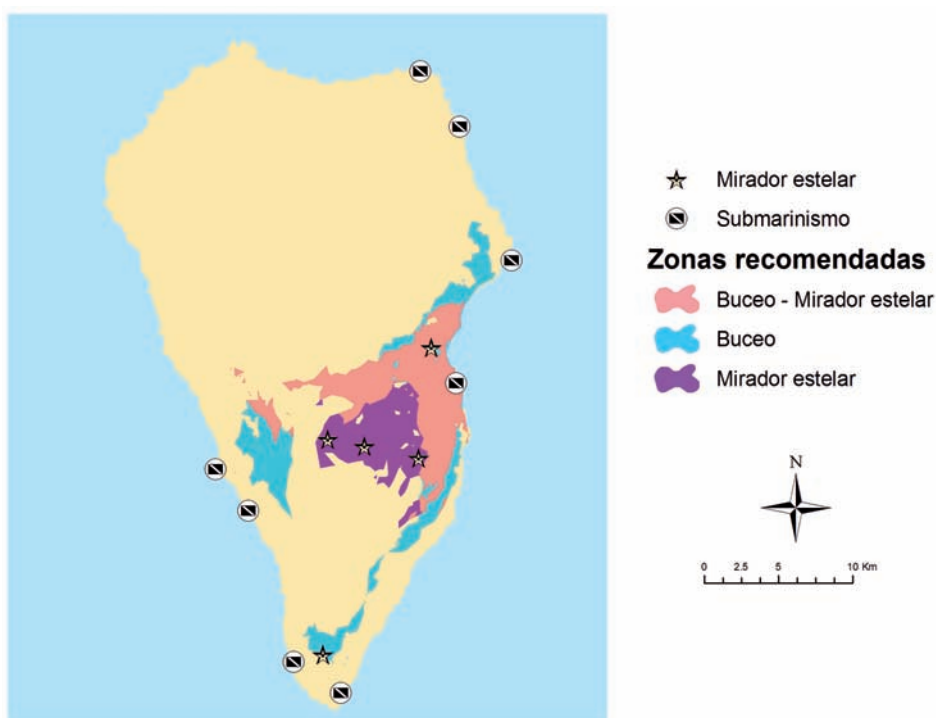 Mirador estelar
Submarinismo
Zonas recomendadas
Buceo - Mirador estelar
Buceo
Mirador estelar
N
0 2.5 5 10 Km